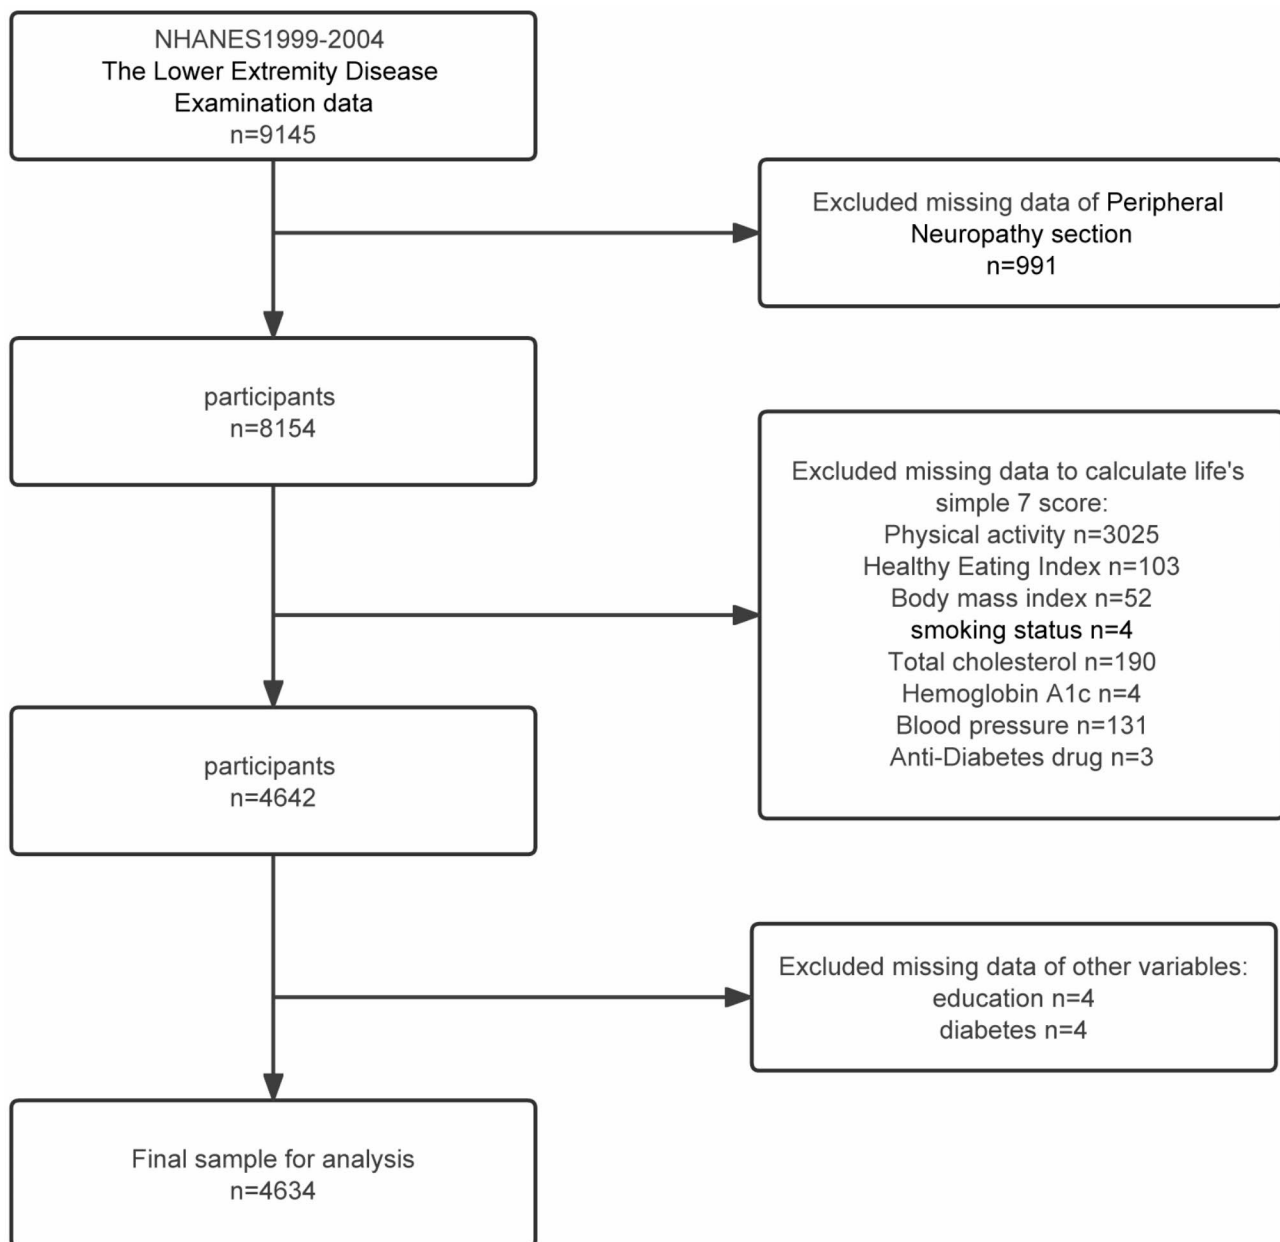 NHANES1999-2004
The Lower Extremity Disease
Examination data
n=9145
Excluded missing data of Peripheral
Neuropathy section
n=991
participants
n=8154
Excluded missing data to calculate life's
simple 7 score:
Physical activity n=3025
Healthy Eating Index n=103
Body mass index n=52
smoking status n=4
Total cholesterol n=190
Hemoglobin A1c n=4
Blood pressure n=131
Anti-Diabetes drug n=3
participants
n=4642
Excluded missing data of other variables:
education n=4
diabetes n=4
Final sample for analysis
n=4634